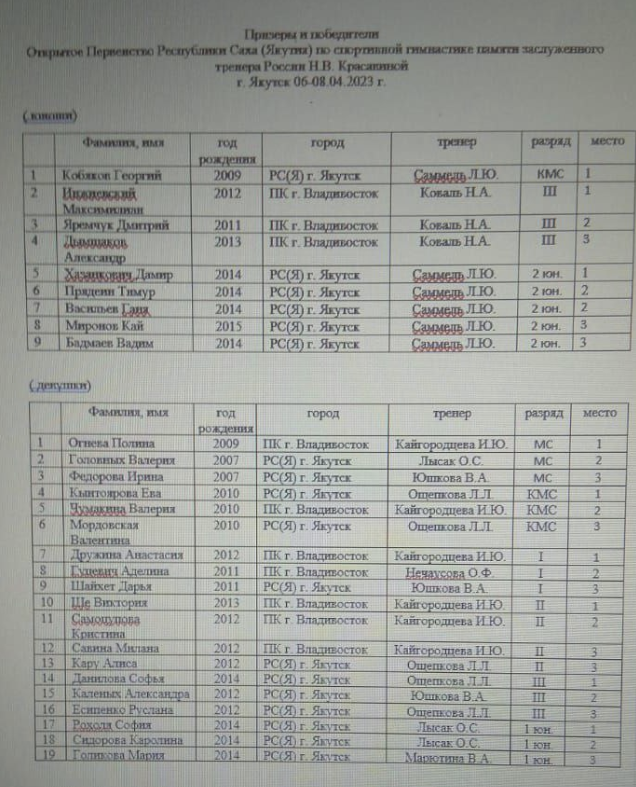 Призеры и победители
Открытое Первенство Республики Саха (Якутия) по спортивной гимнастике памяти заслуженного
тренера России Н.В. Красавиной
г. Якутск 06-08.04.2023 г.
(юноши)
Фамилия, имя год рождения город тренер разряд место
1 Кобяков Георгий 2009 РС(Я) г. Якутск Саммель Л.Ю. КМС 1
2 Максимилиан 2012 ПК г. Владивосток Коваль Н.А. III 1
3 Яремчук Дмитрий 2011 ПК г. Владивосток Коваль Н.А. III 2
4 Александр 2013 ПК г. Владивосток Коваль Н.А. III 3
5 Хазанкович Дамир 2014 РС(Я) г. Якутск Саммель Л.Ю. 2 юн. 1
6 Прядеин Тимур 2014 РС(Я) г. Якутск Саммель Л.Ю. 2 юн. 2
7 Васильев Ганя 2014 РС(Я) г. Якутск Саммель Л.Ю. 2 юн. 2
8 Миронов Кай 2015 РС(Я) г. Якутск Саммель Л.Ю. 2 юн. 3
9 Бадмаев Вадим 2014 РС(Я) г. Якутск Саммель Л.Ю. 2 юн. 3
(девушки)
Фамилия, имя год рождения город тренер разряд место
1 Огнева Полина 2009 ПК г. Владивосток Кайгородцева И.Ю. МС 1
2 Головных Валерия 2007 РС(Я) г. Якутск Лысак О.С. МС 2
3 Федорова Ирина 2007 РС(Я) г. Якутск Юшкова В.А. МС 3
4 Ева 2010 РС(Я) г. Якутск Ощепкова Л.Л. КМС 1
5 Чумакина Валерия 2010 ПК г. Владивосток Кайгородцева И.Ю. КМС 2
6 Мордовская Валентина 2010 РС(Я) г. Якутск Ощепкова Л.Л. КМС 3
7 Дружина Анастасия 2012 ПК г. Владивосток Кайгородцева И.Ю. I 1
8 Гуцевич Аделина 2011 ПК г. Владивосток Нечаусова О.Ф. I 2
9 Шайхет Дарья 2011 РС(Я) г. Якутск Юшкова В.А. I 3
10 Ще Виктория 2013 ПК г. Владивосток Кайгородцева И.Ю. II 1
11 Кристина 2012 ПК г. Владивосток Кайгородцева И.Ю. II 2
12 Савина Милана 2012 ПК г. Владивосток Кайгородцева И.Ю. II 3
13 Кару Алиса 2012 РС(Я) г. Якутск Ощепкова Л.Л. II 3
14 Данилова Софья 2014 РС(Я) г. Якутск Ощепкова Л.Л. III 1
15 Каленых Александра 2012 РС(Я) г. Якутск Юшкова В.А. III 2
16 Есипенко Руслана 2012 РС(Я) г. Якутск Ощепкова Л.Л. III 3
17 Рохоля София 2014 РС(Я) г. Якутск Лысак О.С. 1 юн 1
18 Сидорова Каролина 2014 РС(Я) г. Якутск Лысак О.С. 1 юн 2
19 Голикова Мария 2014 РС(Я) г. Якутск Марютина В.А. 1 юн 3